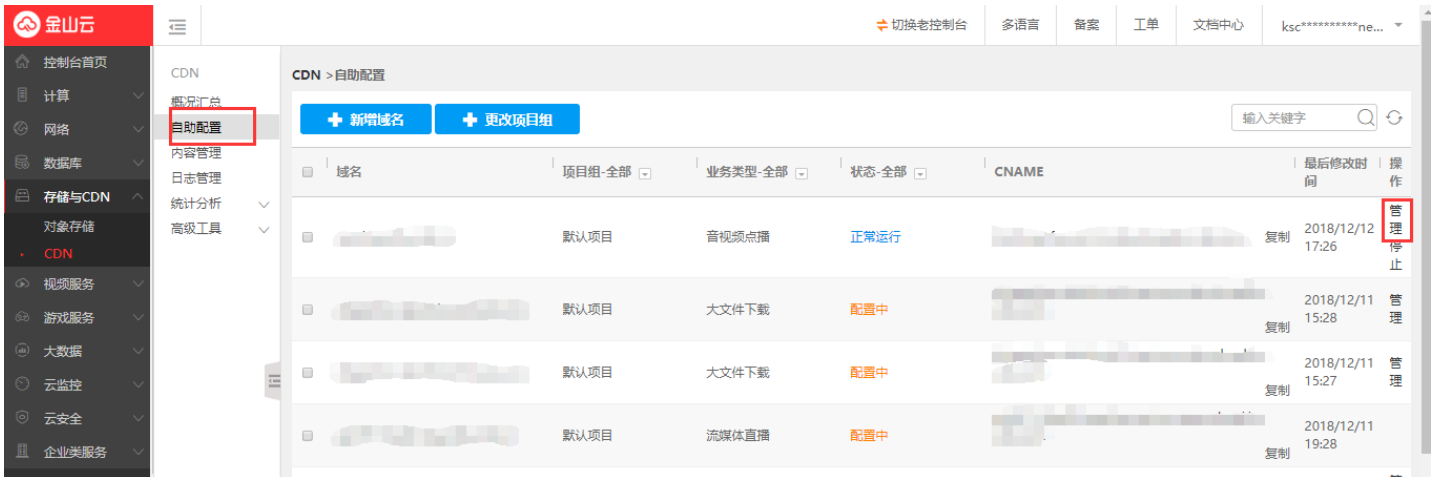 金山云
切换老控制台
多语言
备案
工单
文档中心
ksc**********ne...
控制台首页
计算
网络
数据库
存储与CDN
对象存储
CDN
视频服务
游戏服务
大数据
云监控
云安全
企业类服务
CDN
概况汇总
自助配置
内容管理
日志管理
统计分析
高级工具
CDN >自助配置
新增域名
更改项目组
输入关键字
域名
项目组-全部
业务类型-全部
状态-全部
CNAME
最后修改时
间
操
作
默认项目
音视频点播
正常运行
复制
2018/12/12
17:26
管
理
停
止
默认项目
大文件下载
配置中
复制
2018/12/11
15:28
管
理
默认项目
大文件下载
配置中
复制
2018/12/11
15:27
管
理
默认项目
流媒体直播
配置中
复制
2018/12/11
19:28